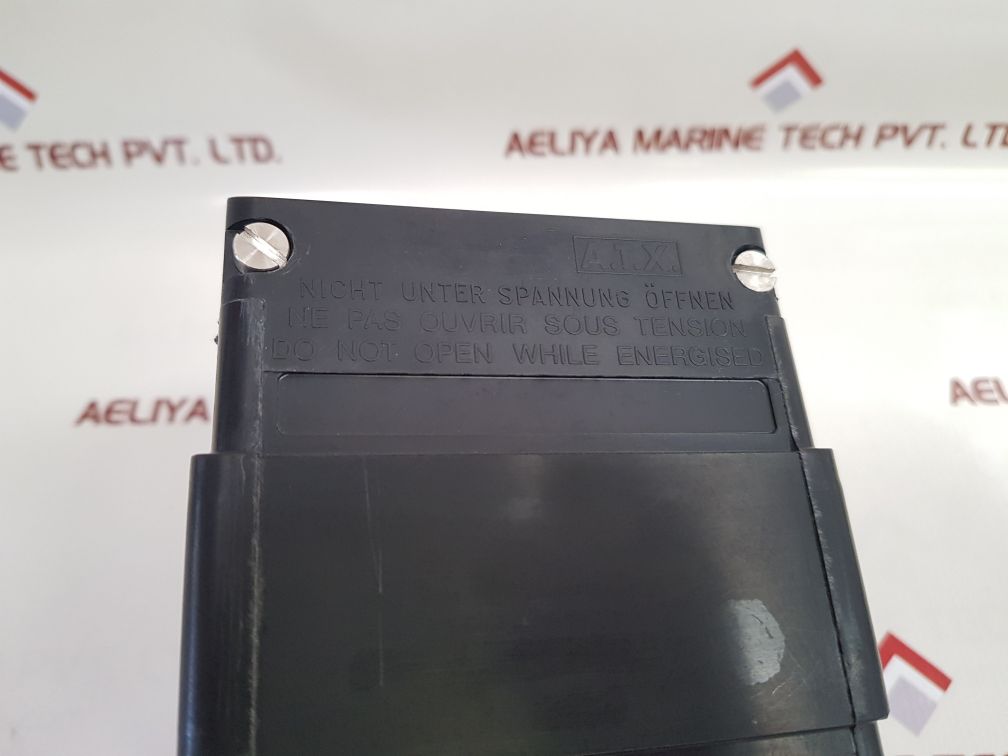 E TECH PVT. LTD.
AELIYA MARINE TECH PVT. LTD
A.T.X.
NICHT UNTER SPANNUNG ÖFFNEN
NE PAS OUVRIR SOUS TENSION
DO NOT OPEN WHILE ENERGISED
AELIYA
AEL